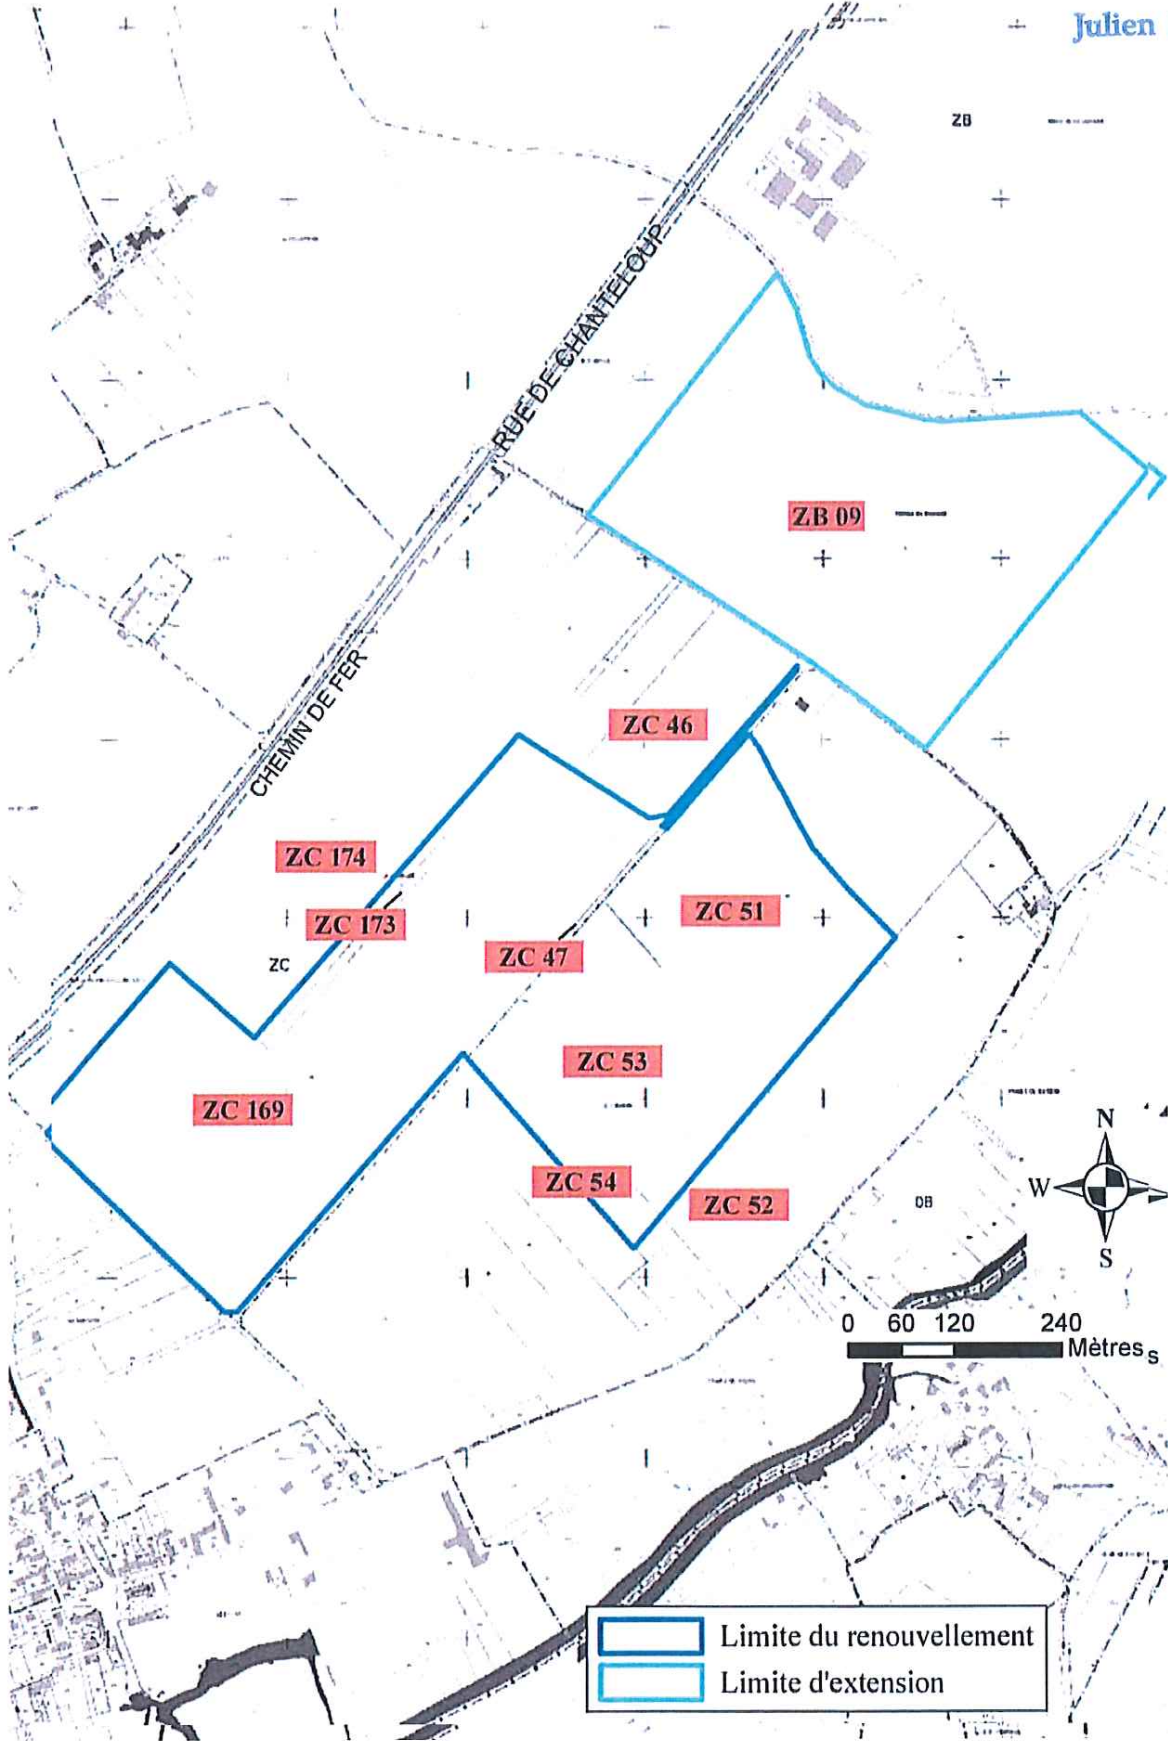 Julien
ZB
RUE DE CHANTELOUP
ZB 09
CHEMIN DE FER
ZC 46
ZC 174
ZC 173
ZC 51
ZC 47
ZC
ZC 53
ZC 169
ZC 54
ZC 52
N
W
S
0 60 120 240
Mètres
s
Limite du renouvellement
Limite d'extension